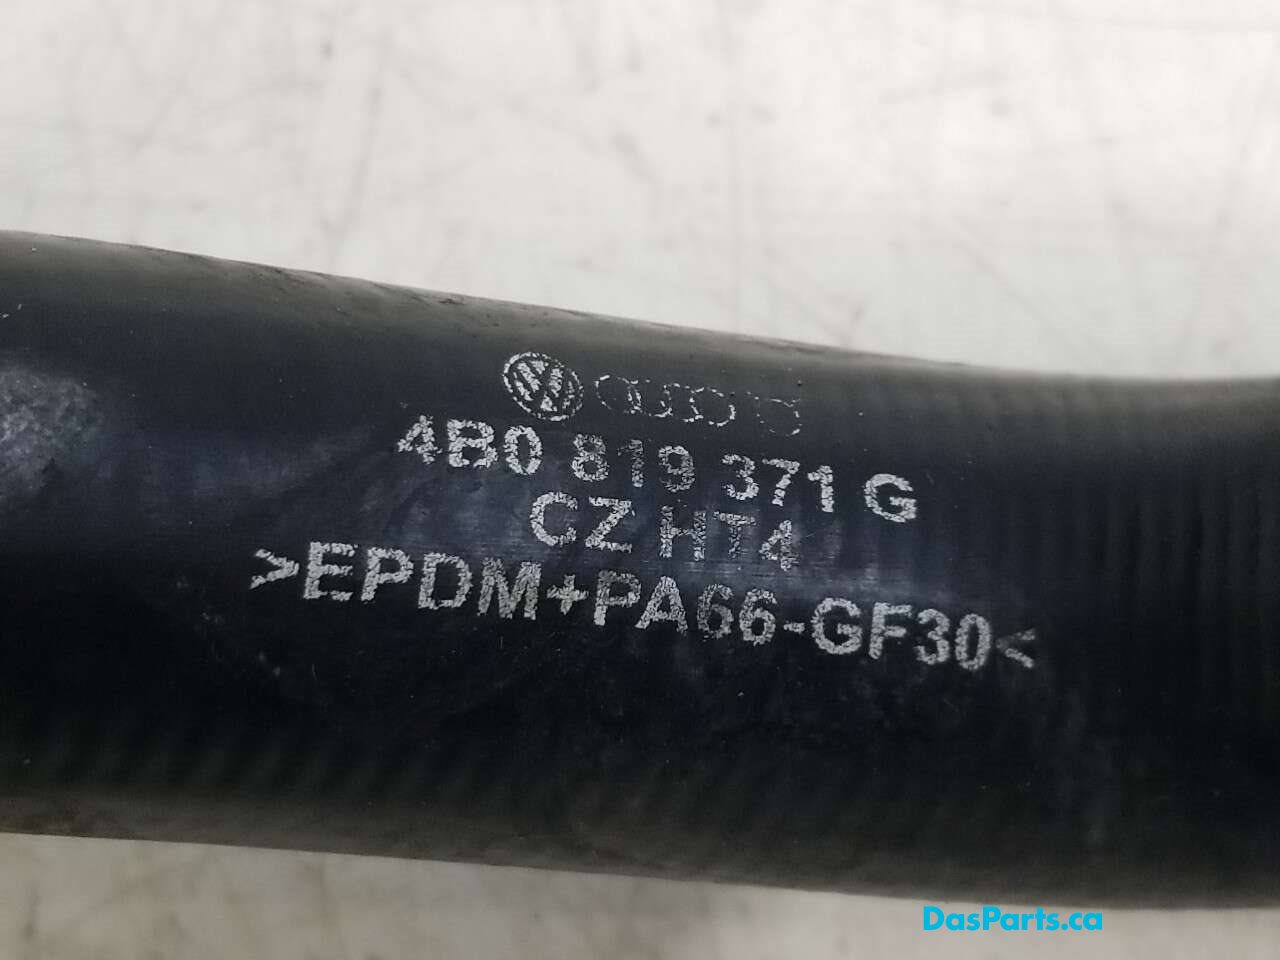 4B0 819 371 G
CZ HT4
>EPDM+PA66-GF30<
DasParts.ca